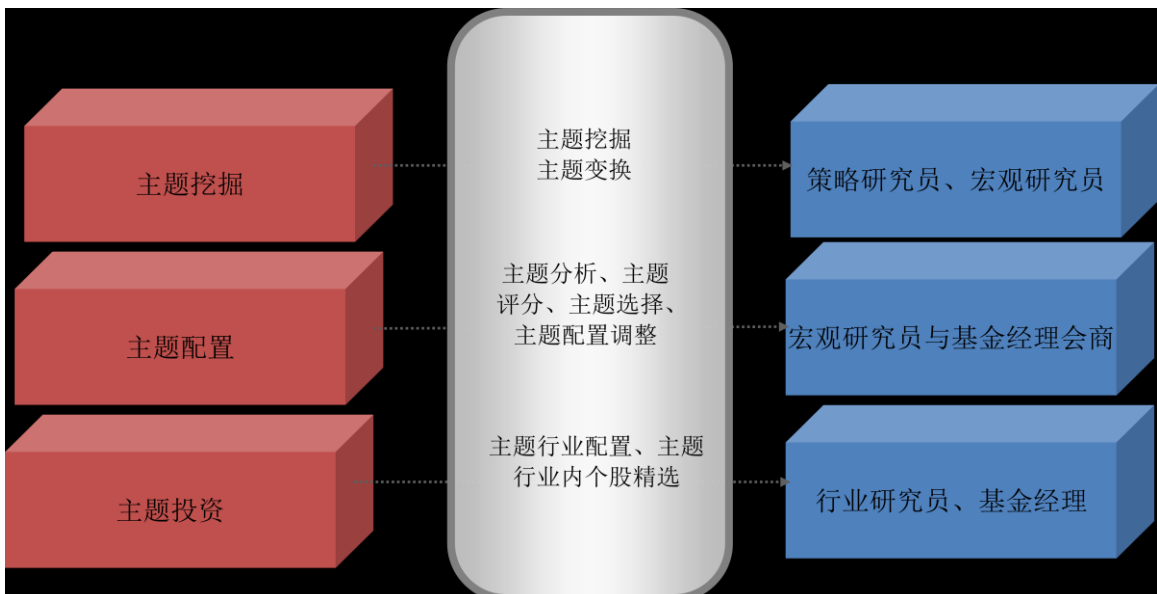 主题挖掘
主题挖掘
主题变换
策略研究员、宏观研究员
主题配置
主题分析、主题
评分、主题选择、
主题配置调整
宏观研究员与基金经理会商
主题投资
主题行业配置、主题
行业内个股精选
行业研究员、基金经理